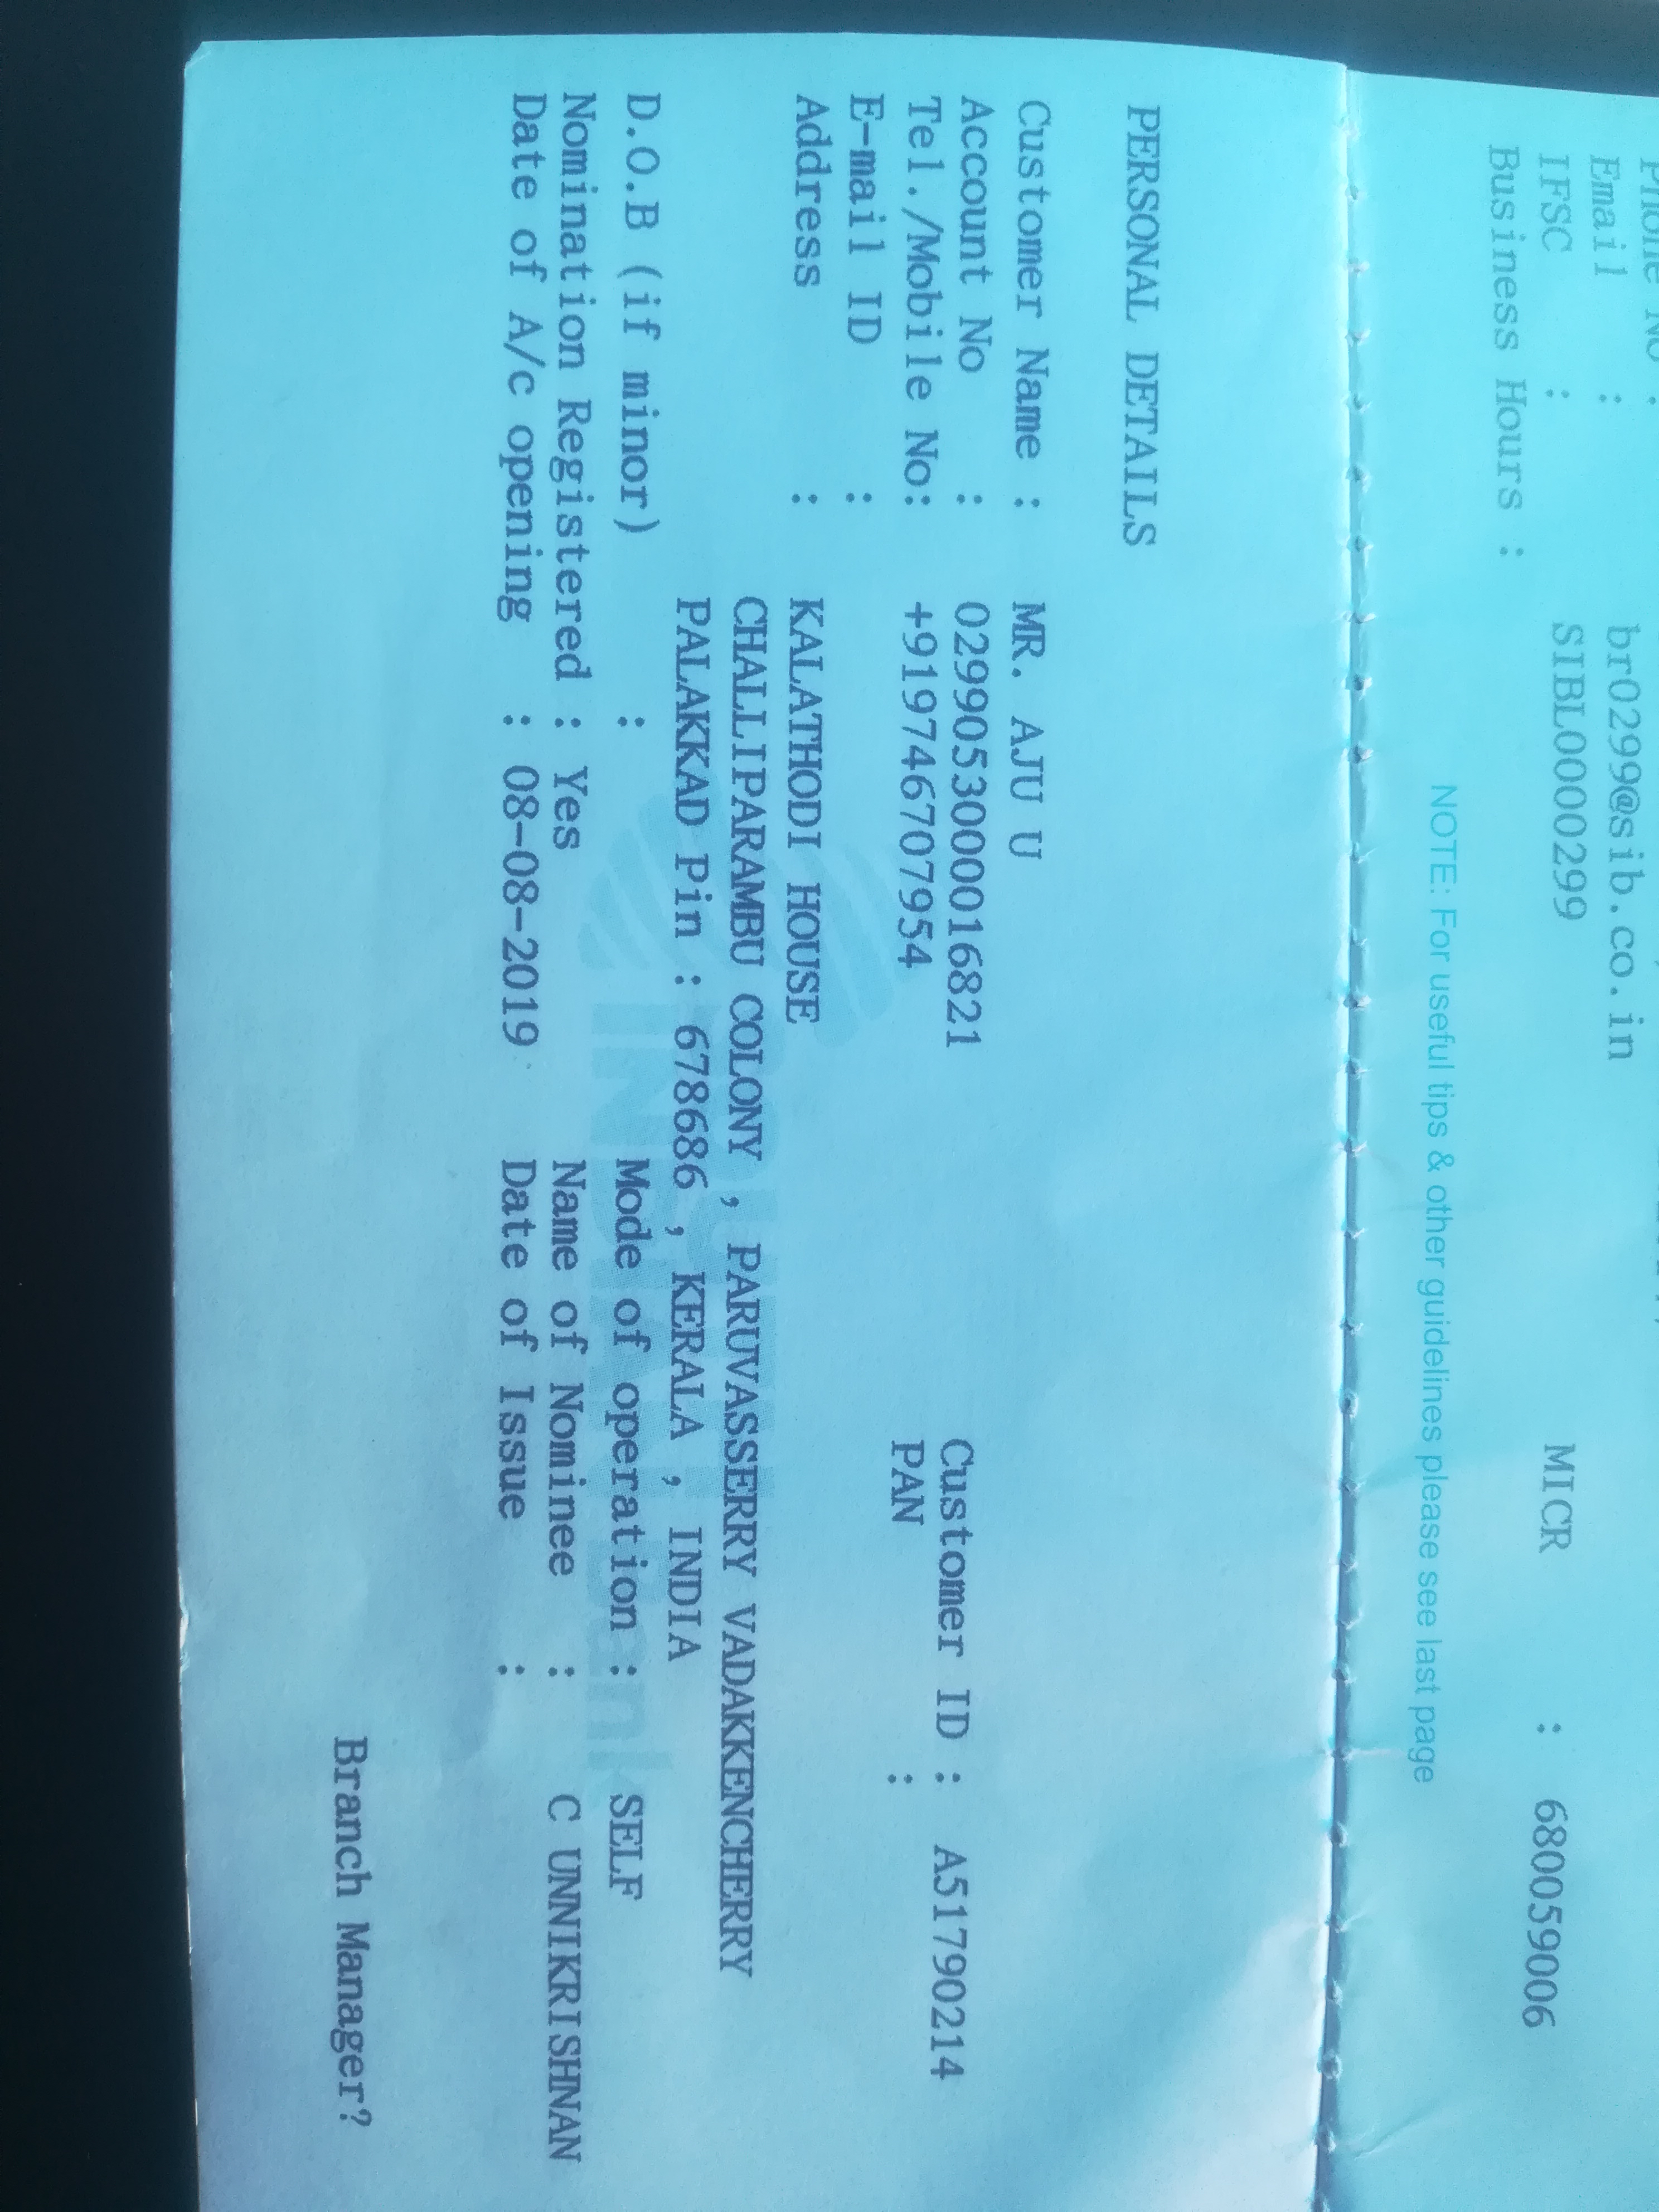 Phone No :
Email : br0299@sib.co.in
IFSC : SIBL0000299 MICR : 680059006
Business Hours :
NOTE: For useful tips & other guidelines please see last page
PERSONAL DETAILS
Customer Name : MR. AJU U
Account No : 0299053000016821 Customer ID : A51790214
Tel./Mobile No: +919746707954 PAN :
E-mail ID :
Address : KALATHODI HOUSE
CHALLIPARAMBU COLONY , PARUVASSERRY VADAKKENCHERRY
PALAKKAD Pin : 678686 , KERALA , INDIA
D.O.B (if minor) : Mode of operation : SELF
Nomination Registered : Yes Name of Nominee : C UNNIKRISHNAN
Date of A/c opening : 08-08-2019 Date of Issue :
Branch Manager?